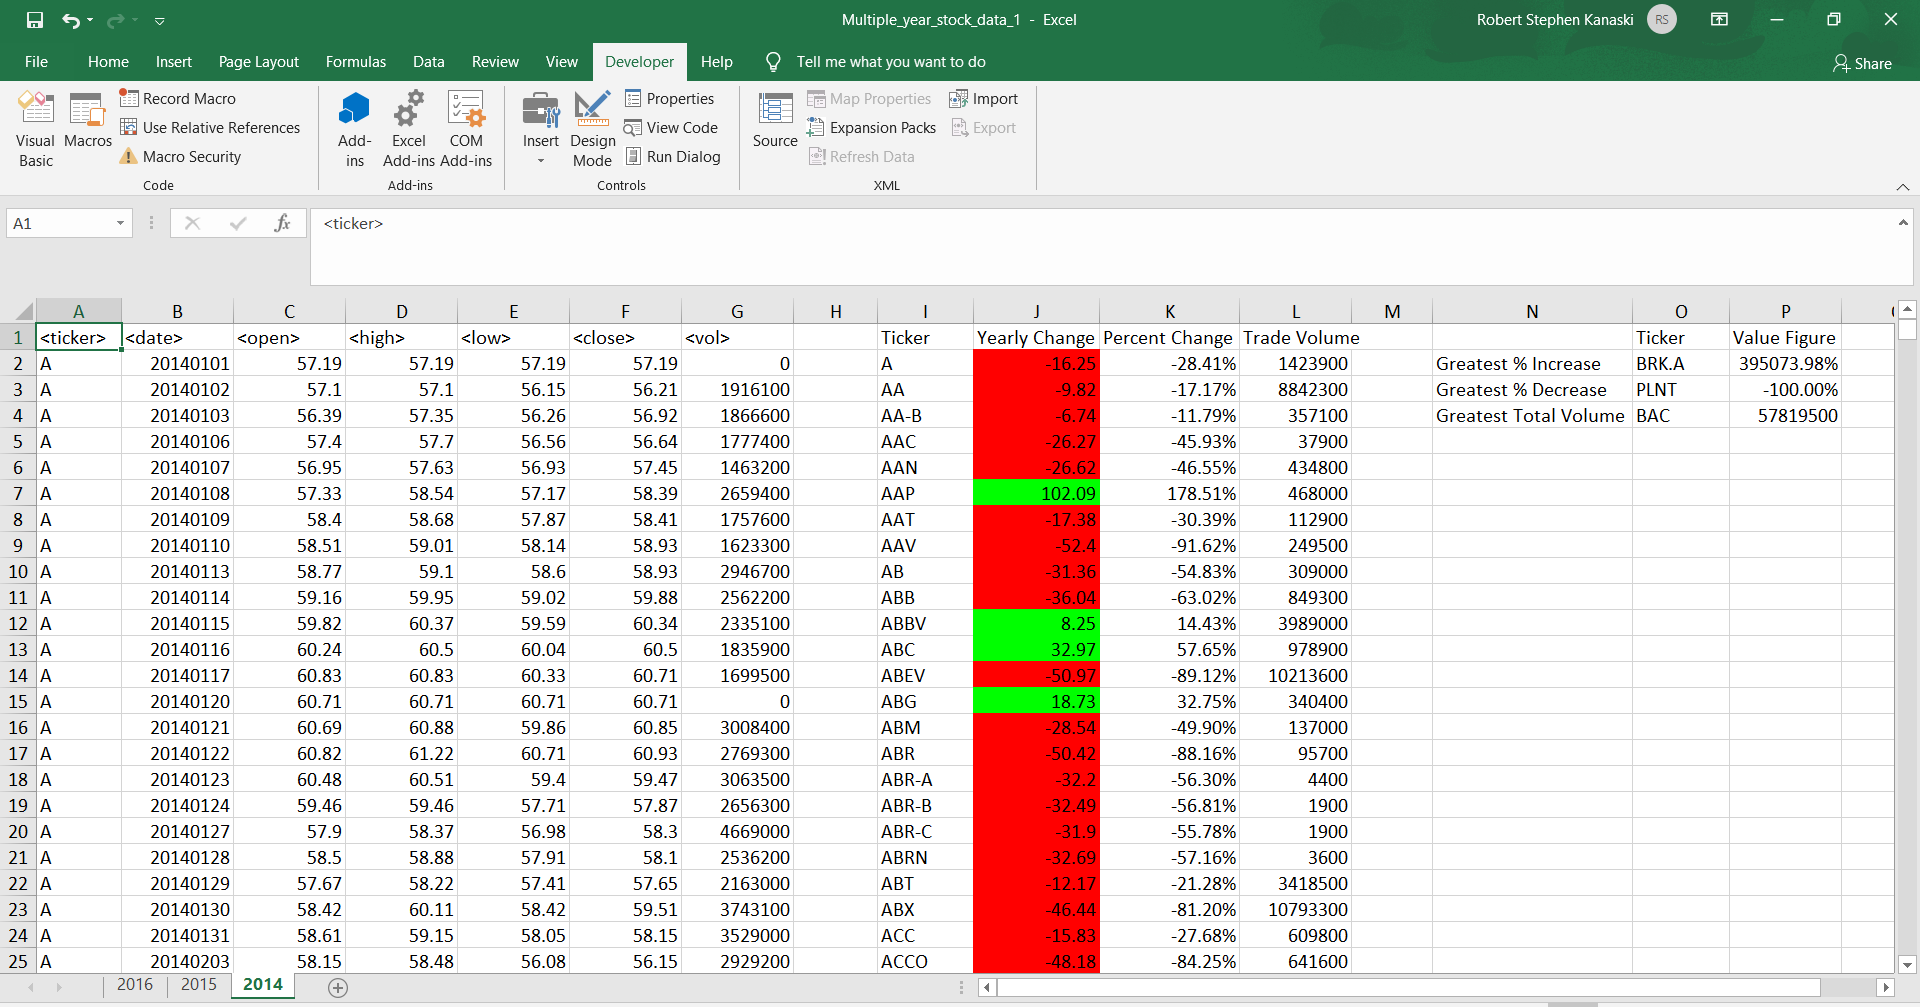 Multiple_year_stock_data_1 - Excel
Robert Stephen Kanaski RS
File Home Insert Page Layout Formulas Data Review View Developer Help Tell me what you want to do Share
Visual Basic
Macros
Record Macro
Use Relative References
Macro Security
Code
Add-ins
Excel Add-ins
COM Add-ins
Add-ins
Insert
Design Mode
Properties
View Code
Run Dialog
Controls
Source
Map Properties
Expansion Packs
Refresh Data
Import
Export
XML
A1 fx <ticker>
A B C D E F G H I J K L M N O P
1 <ticker> <date> <open> <high> <low> <close> <vol> Ticker Yearly Change Percent Change Trade Volume Ticker Value Figure
2 A 20140101 57.19 57.19 57.19 57.19 0 A -16.25 -28.41% 1423900 Greatest % Increase BRK.A 395073.98%
3 A 20140102 57.1 57.1 56.15 56.21 1916100 AA -9.82 -17.17% 8842300 Greatest % Decrease PLNT -100.00%
4 A 20140103 56.39 57.35 56.26 56.92 1866600 AA-B -6.74 -11.79% 357100 Greatest Total Volume BAC 57819500
5 A 20140106 57.4 57.7 56.56 56.64 1777400 AAC -26.27 -45.93% 37900
6 A 20140107 56.95 57.63 56.93 57.45 1463200 AAN -26.62 -46.55% 434800
7 A 20140108 57.33 58.54 57.17 58.39 2659400 AAP 102.09 178.51% 468000
8 A 20140109 58.4 58.68 57.87 58.41 1757600 AAT -17.38 -30.39% 112900
9 A 20140110 58.51 59.01 58.14 58.93 1623300 AAV -52.4 -91.62% 249500
10 A 20140113 58.77 59.1 58.6 58.93 2946700 AB -31.36 -54.83% 309000
11 A 20140114 59.16 59.95 59.02 59.88 2562200 ABB -36.04 -63.02% 849300
12 A 20140115 59.82 60.37 59.59 60.34 2335100 ABBV 8.25 14.43% 3989000
13 A 20140116 60.24 60.5 60.04 60.5 1835900 ABC 32.97 57.65% 978900
14 A 20140117 60.83 60.83 60.33 60.71 1699500 ABEV -50.97 -89.12% 10213600
15 A 20140120 60.71 60.71 60.71 60.71 0 ABG 18.73 32.75% 340400
16 A 20140121 60.69 60.88 59.86 60.85 3008400 ABM -28.54 -49.90% 137000
17 A 20140122 60.82 61.22 60.71 60.93 2769300 ABR -50.42 -88.16% 95700
18 A 20140123 60.48 60.51 59.4 59.47 3063500 ABR-A -32.2 -56.30% 4400
19 A 20140124 59.46 59.46 57.71 57.87 2656300 ABR-B -32.49 -56.81% 1900
20 A 20140127 57.9 58.37 56.98 58.3 4669000 ABR-C -31.9 -55.78% 1900
21 A 20140128 58.5 58.88 57.91 58.1 2536200 ABRN -32.69 -57.16% 3600
22 A 20140129 57.67 58.22 57.41 57.65 2163000 ABT -12.17 -21.28% 3418500
23 A 20140130 58.42 60.11 58.42 59.51 3743100 ABX -46.44 -81.20% 10793300
24 A 20140131 58.61 59.15 58.05 58.15 3529000 ACC -15.83 -27.68% 609800
25 A 20140203 58.15 58.48 56.08 56.15 2929200 ACCO -48.18 -84.25% 641600
2016 2015 2014